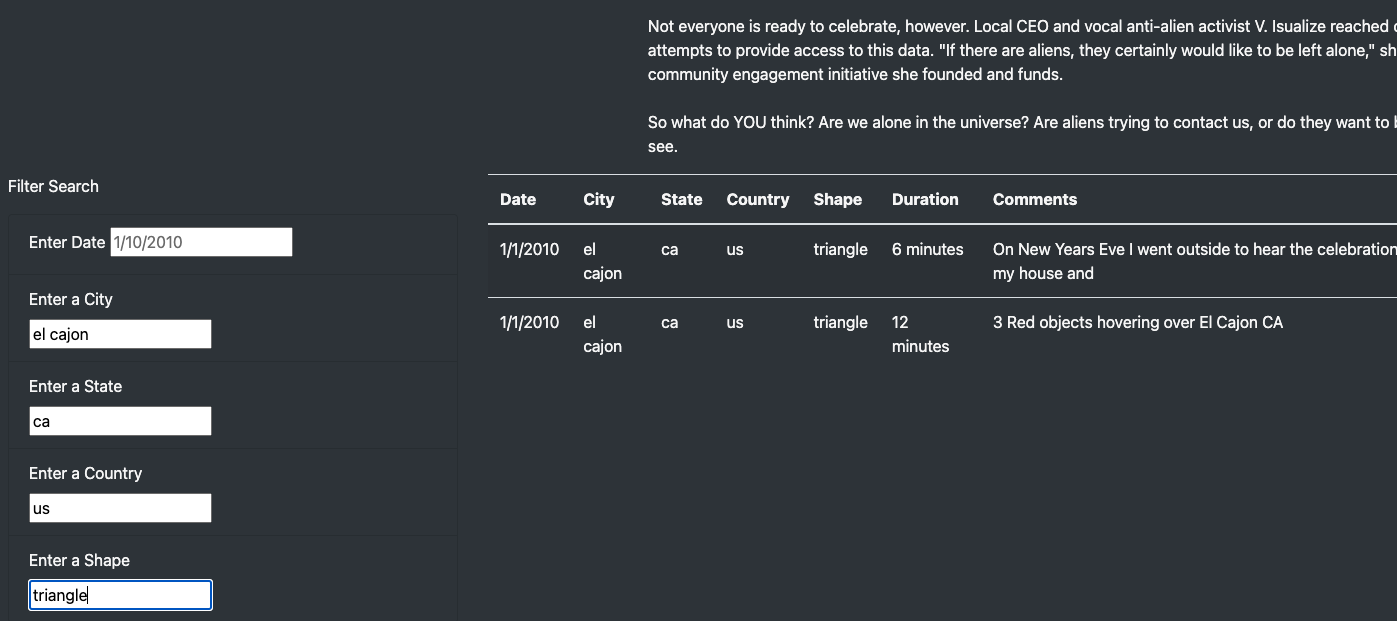 Not everyone is ready to celebrate, however. Local CEO and vocal anti-alien activist V. Isualize reached
attempts to provide access to this data. "If there are aliens, they certainly would like to be left alone," sh
community engagement initiative she founded and funds.
So what do YOU think? Are we alone in the universe? Are aliens trying to contact us, or do they want to
see.
Filter Search
Enter Date 1/10/2010
Enter a City
el cajon
Enter a State
ca
Enter a Country
us
Enter a Shape
triangle
Date City State Country Shape Duration Comments
1/1/2010 el ca us triangle 6 minutes On New Years Eve I went outside to hear the celebration
cajon my house and
1/1/2010 el ca us triangle 12 3 Red objects hovering over El Cajon CA
cajon minutes